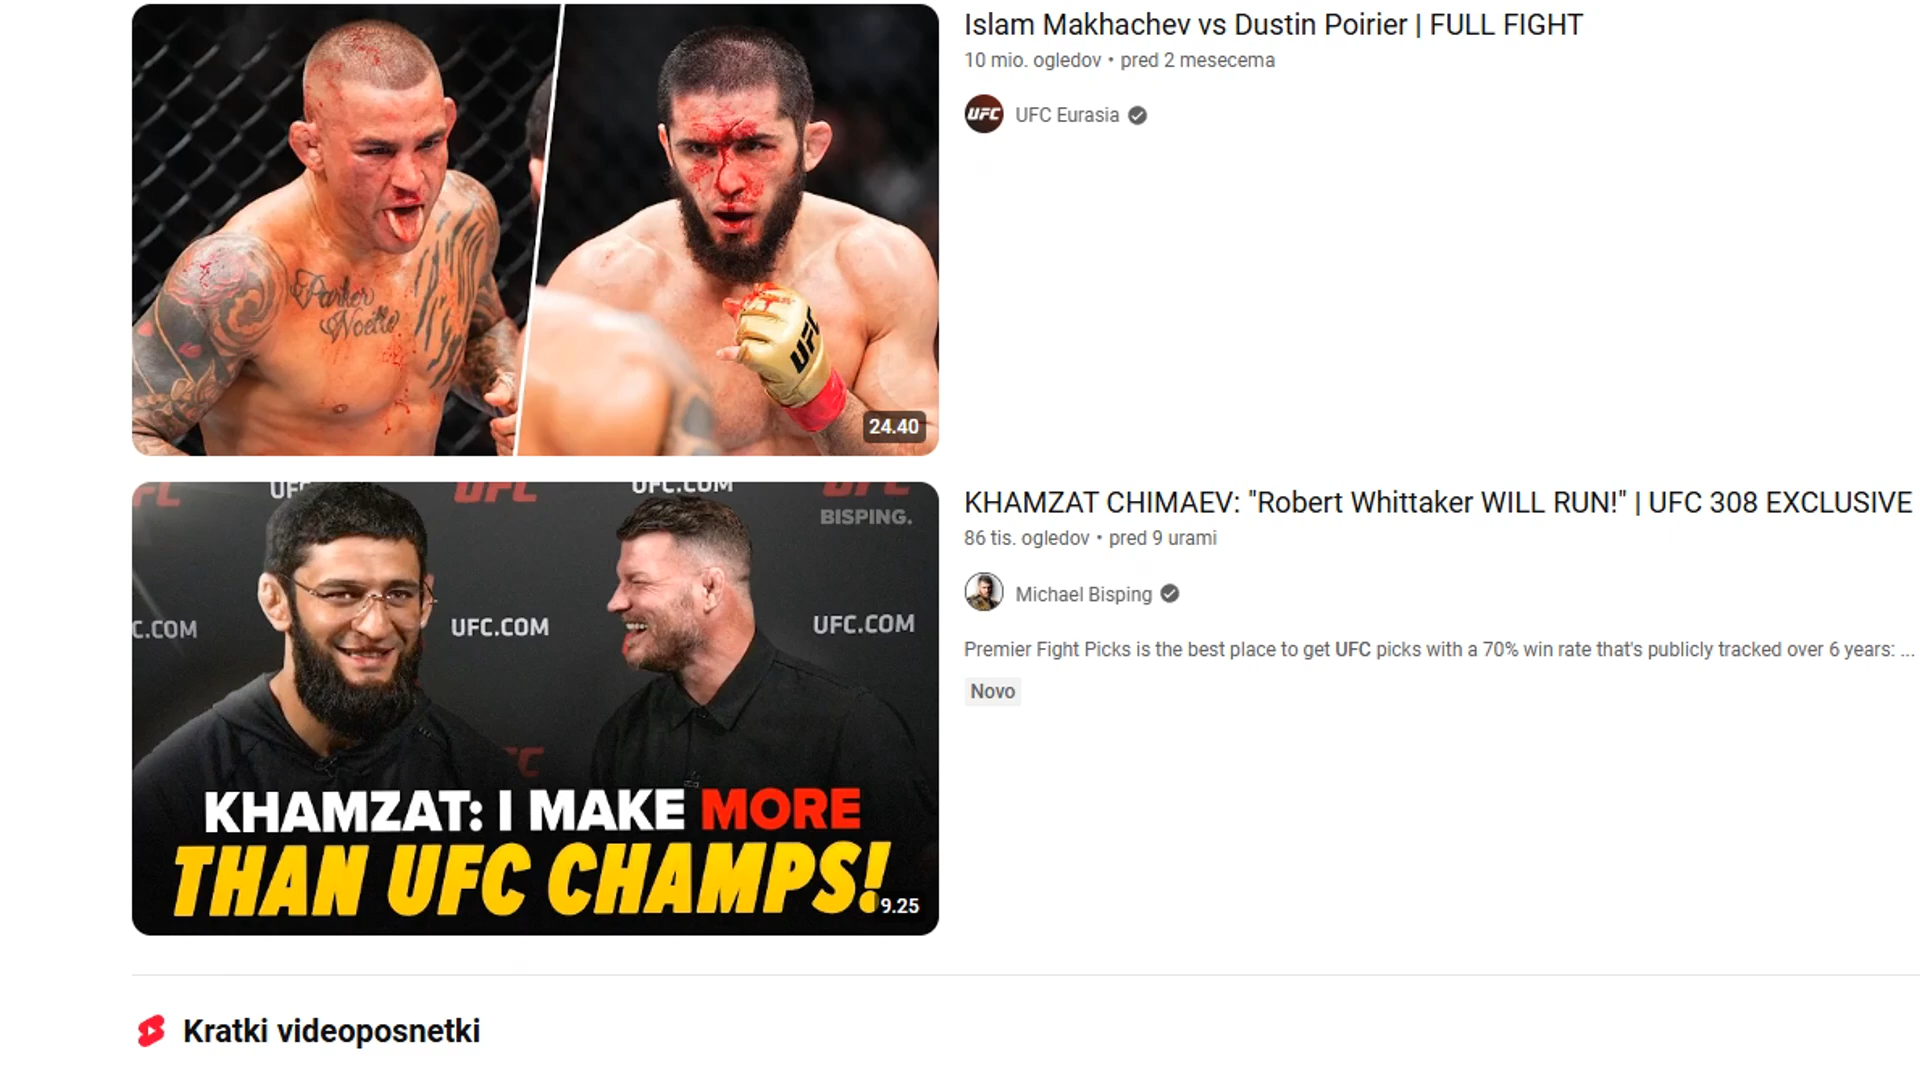 Parker
Noelle
UFC
24.40
Islam Makhachev vs Dustin Poirier | FULL FIGHT
10 mio. ogledov • pred 2 mesecema
UFC
UFC Eurasia
UFC
UFC.COM
UFC
BISPING.
UFC.COM
UFC.COM
KHAMZAT: I MAKE MORE
THAN UFC CHAMPS!
9.25
KHAMZAT CHIMAEV: "Robert Whittaker WILL RUN!" | UFC 308 EXCLUSIVE
86 tis. ogledov • pred 9 urami
Michael Bisping
Premier Fight Picks is the best place to get UFC picks with a 70% win rate that's publicly tracked over 6 years: ...
Novo
Kratki videoposnetki